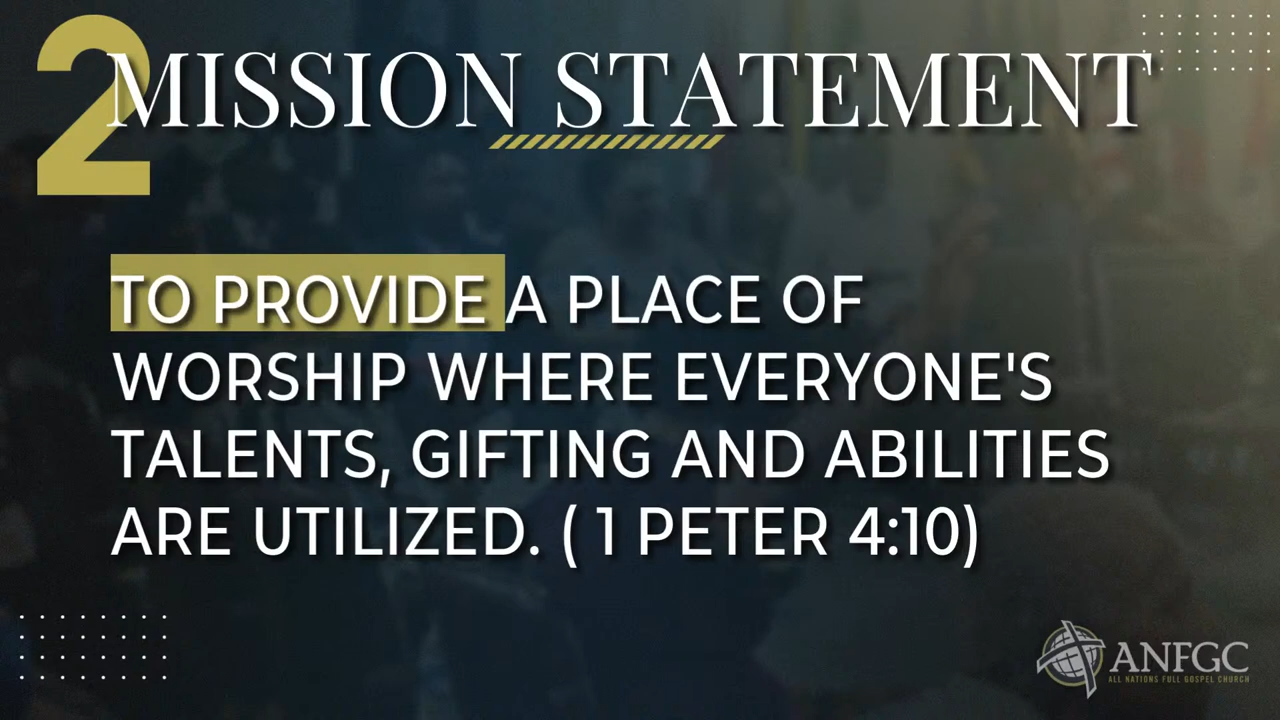 2
MISSION STATEMENT
TO PROVIDE A PLACE OF
WORSHIP WHERE EVERYONE'S
TALENTS, GIFTING AND ABILITIES
ARE UTILIZED. ( 1 PETER 4:10)
ANFGC
ALL NATIONS FULL GOSPEL CHURCH